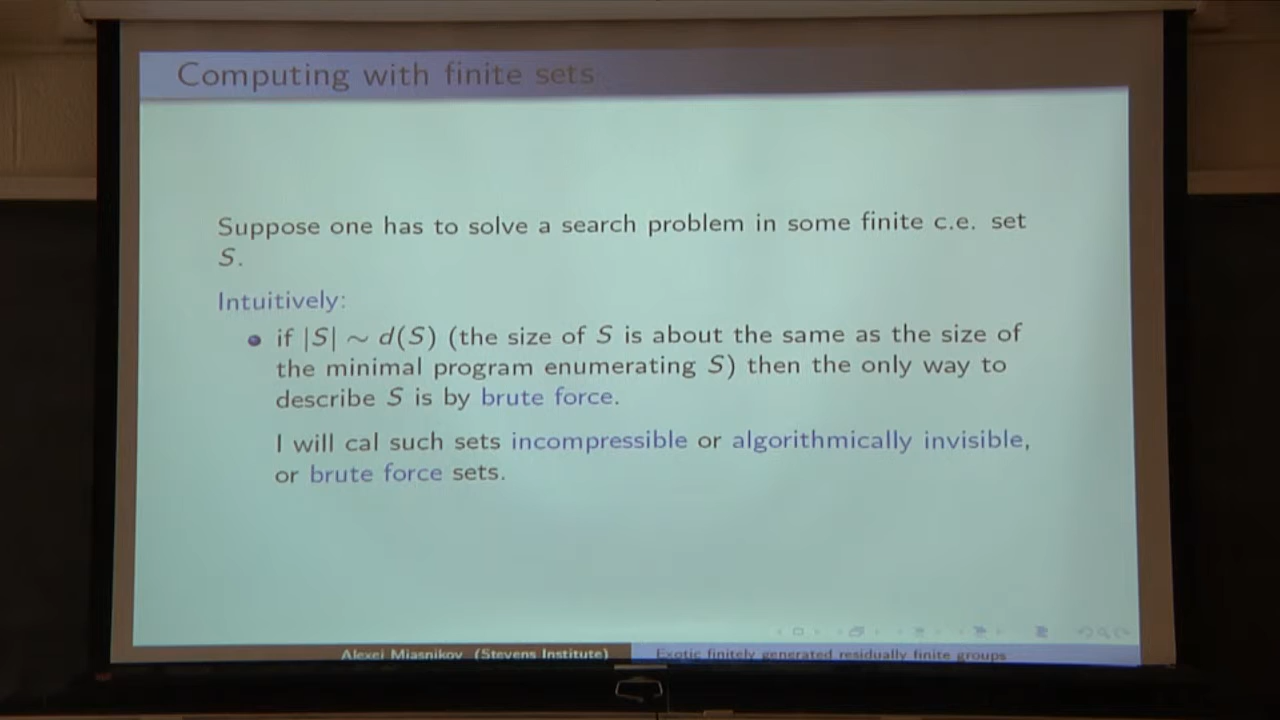 Computing with finite sets
Suppose one has to solve a search problem in some finite c.e. set
S.
Intuitively:
if |S| ∼ d(S) (the size of S is about the same as the size of
the minimal program enumerating S) then the only way to
describe S is by brute force.
I will cal such sets incompressible or algorithmically invisible,
or brute force sets.
Alexei Miasnikov (Stevens Institute)
Exotic finitely generated residually finite groups